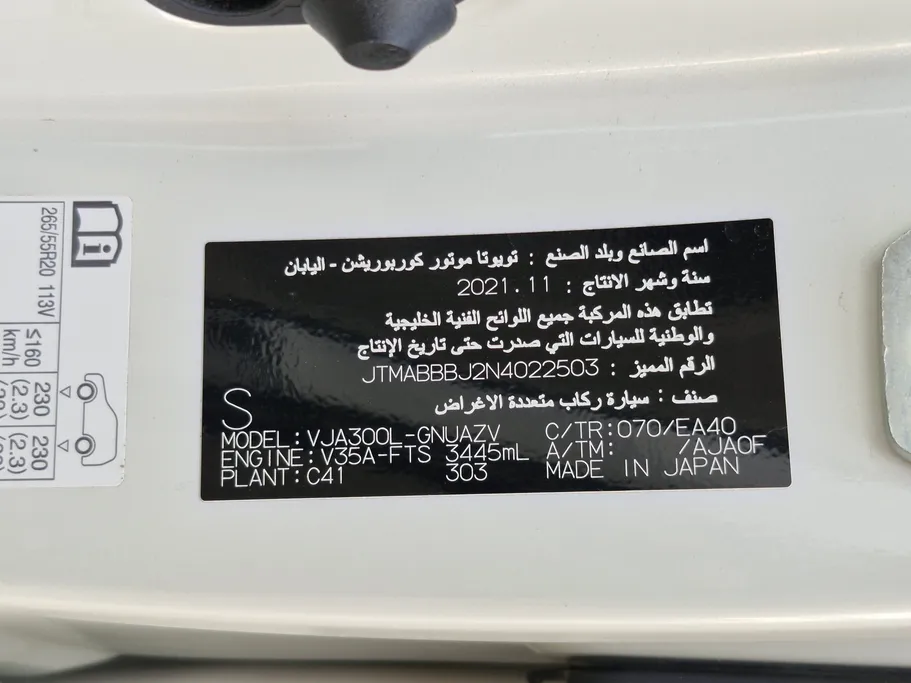 265/55R20 113V
≤160
km/h
230
(2.3)
230
(2.3)
اسم الصانع وبلد الصنع : تويوتا موتور كوربوريشن - اليابان
سنة وشهر الانتاج : 2021.11
تطابق هذه المركبة جميع اللوائح الفنية الخليجية
والوطنية للسيارات التي صدرت حتى تاريخ الإنتاج
الرقم المميز : JTMABBBJ2N4022503
صنف : سيارة ركاب متعددة الاغراض
S
MODEL:VJA300L-GNUAZV C/TR:070/EA40
ENGINE:V35A-FTS 3445mL A/TM: /AJA0F
PLANT:C41 303 MADE IN JAPAN